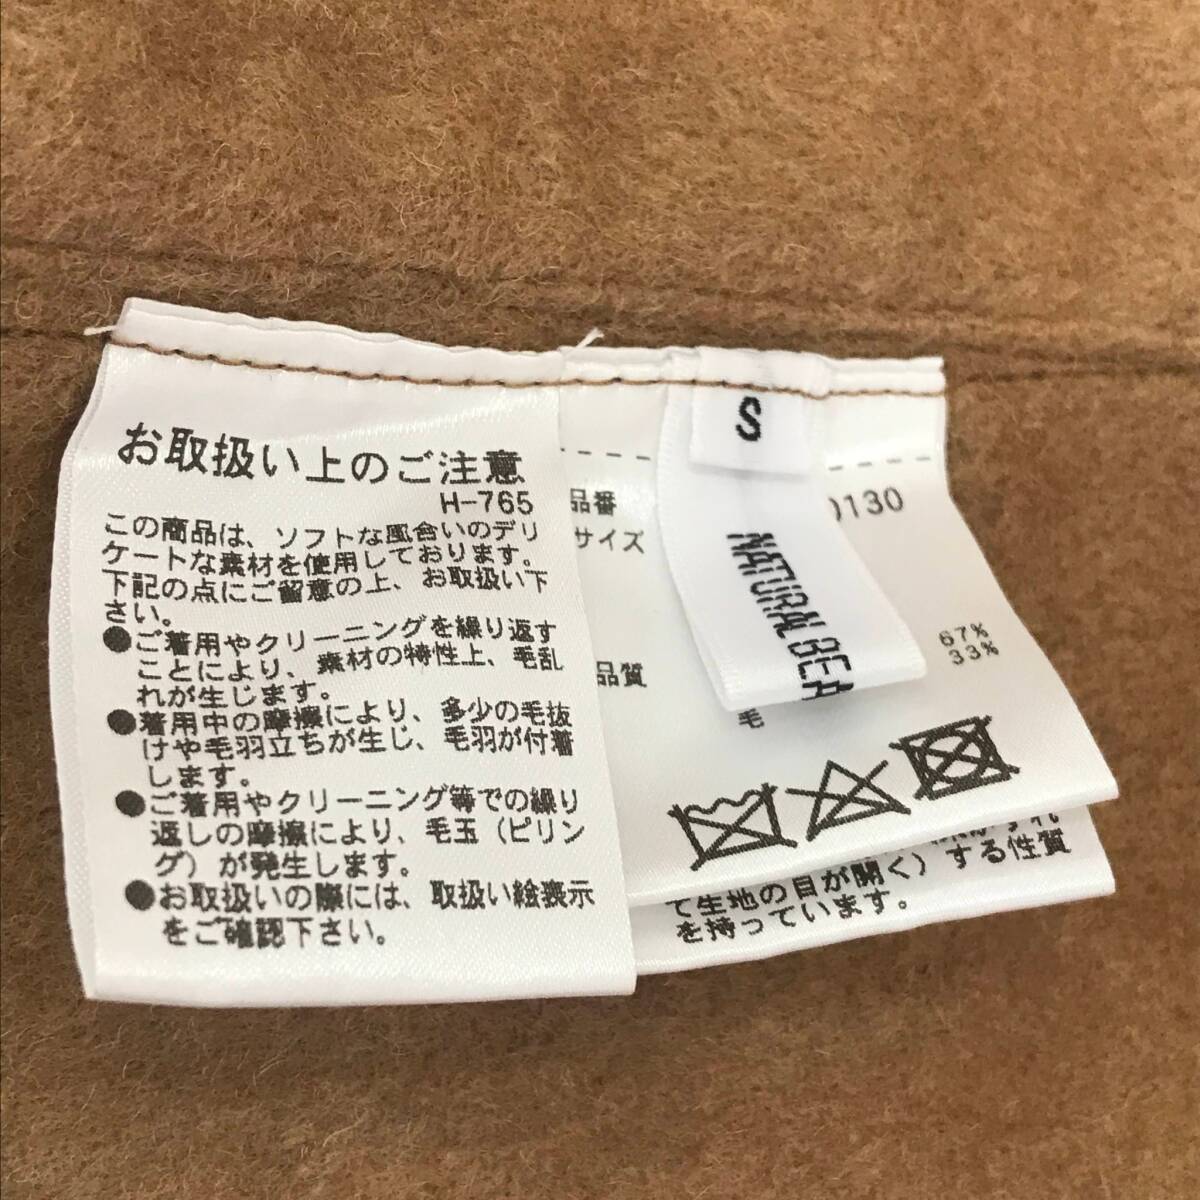 お取扱い上のご注意
H-765
この商品は、ソフトな風合いのデリ
ケートな素材を使用しております。
下記の点にご留意の上、お取扱い下
さい。
●ご着用やクリーニングを繰り返す
ことにより、素材の特性上、毛乱
れが生じます。
●着用中の摩擦により、多少の毛抜
けや毛羽立ちが生じ、毛羽が付着
します。
●ご着用やクリーニング等での繰り
返しの摩擦により、毛玉（ピリン
グ）が発生します。
●お取扱いの際には、取扱い絵表示
をご確認下さい。
S
NATURAL BEA
品番
0130
サイズ
品質
毛
67%
33%
て生地の目が開く）する性質
を持っています。